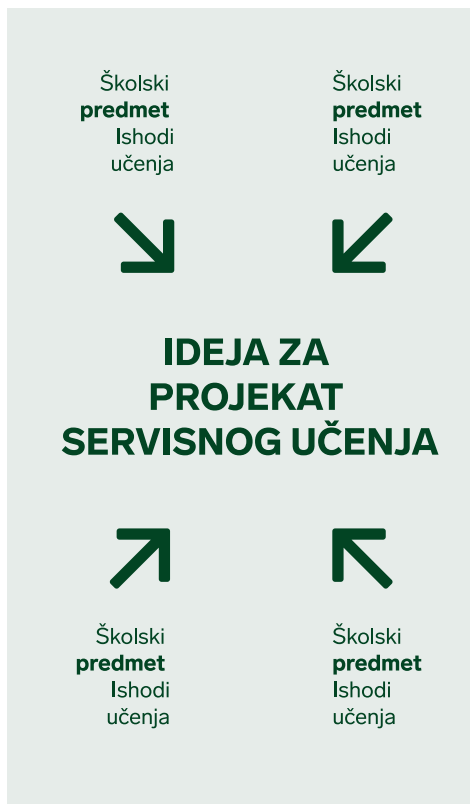 Školski
predmet
Ishodi
učenja
Školski
predmet
Ishodi
učenja
IDEJA ZA
PROJEKAT
SERVISNOG UČENJA
Školski
predmet
Ishodi
učenja
Školski
predmet
Ishodi
učenja